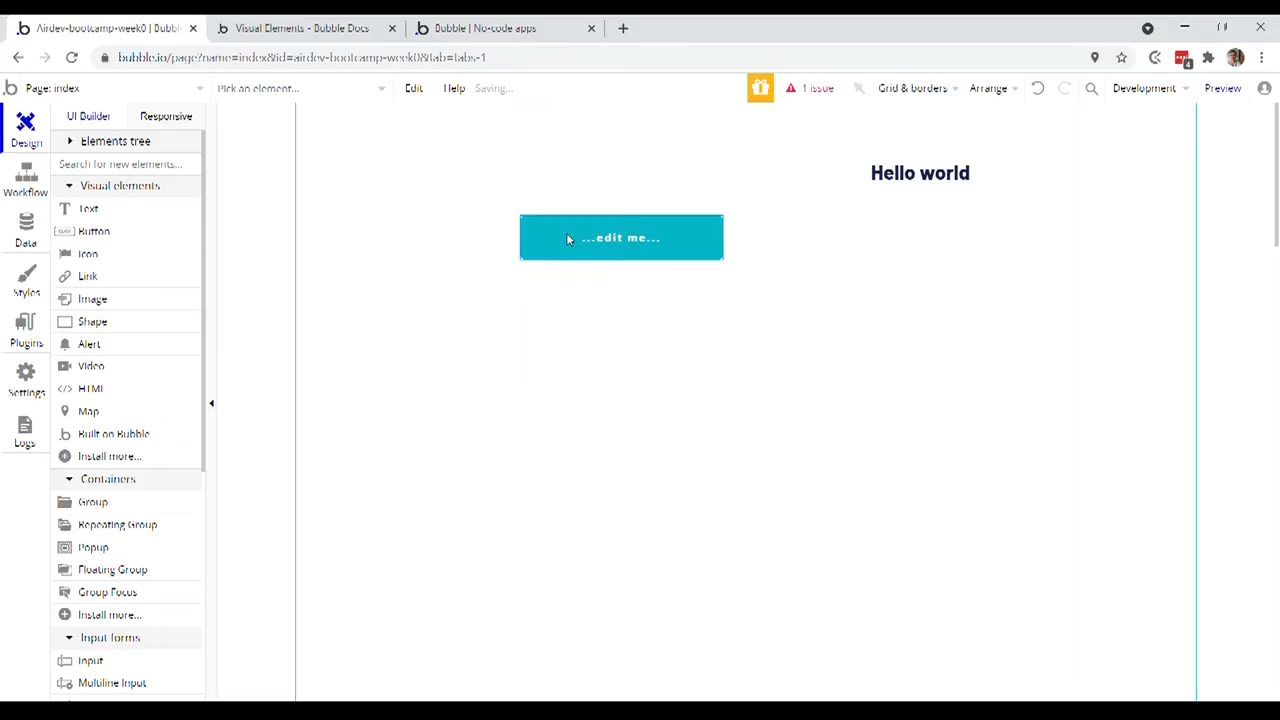 Airdev-bootcamp-week0 | Bubbl
Visual Elements - Bubble Docs
Bubble | No-code apps
bubble.io/page?name=index&id=airdev-bootcamp-week0&tab=tabs-1
4
Page: index
Pick an element...
Edit
Help
Saving...
1 issue
Grid & borders
Arrange
Development
Preview
Design
Workflow
Data
Styles
Plugins
Settings
Logs
UI Builder
Responsive
Elements tree
Search for new elements...
Visual elements
Text
Button
Icon
Link
Image
Shape
Alert
Video
HTML
Map
Built on Bubble
Install more...
Containers
Group
Repeating Group
Popup
Floating Group
Group Focus
Install more...
Input forms
Input
Multiline Input
Hello world
...edit me...